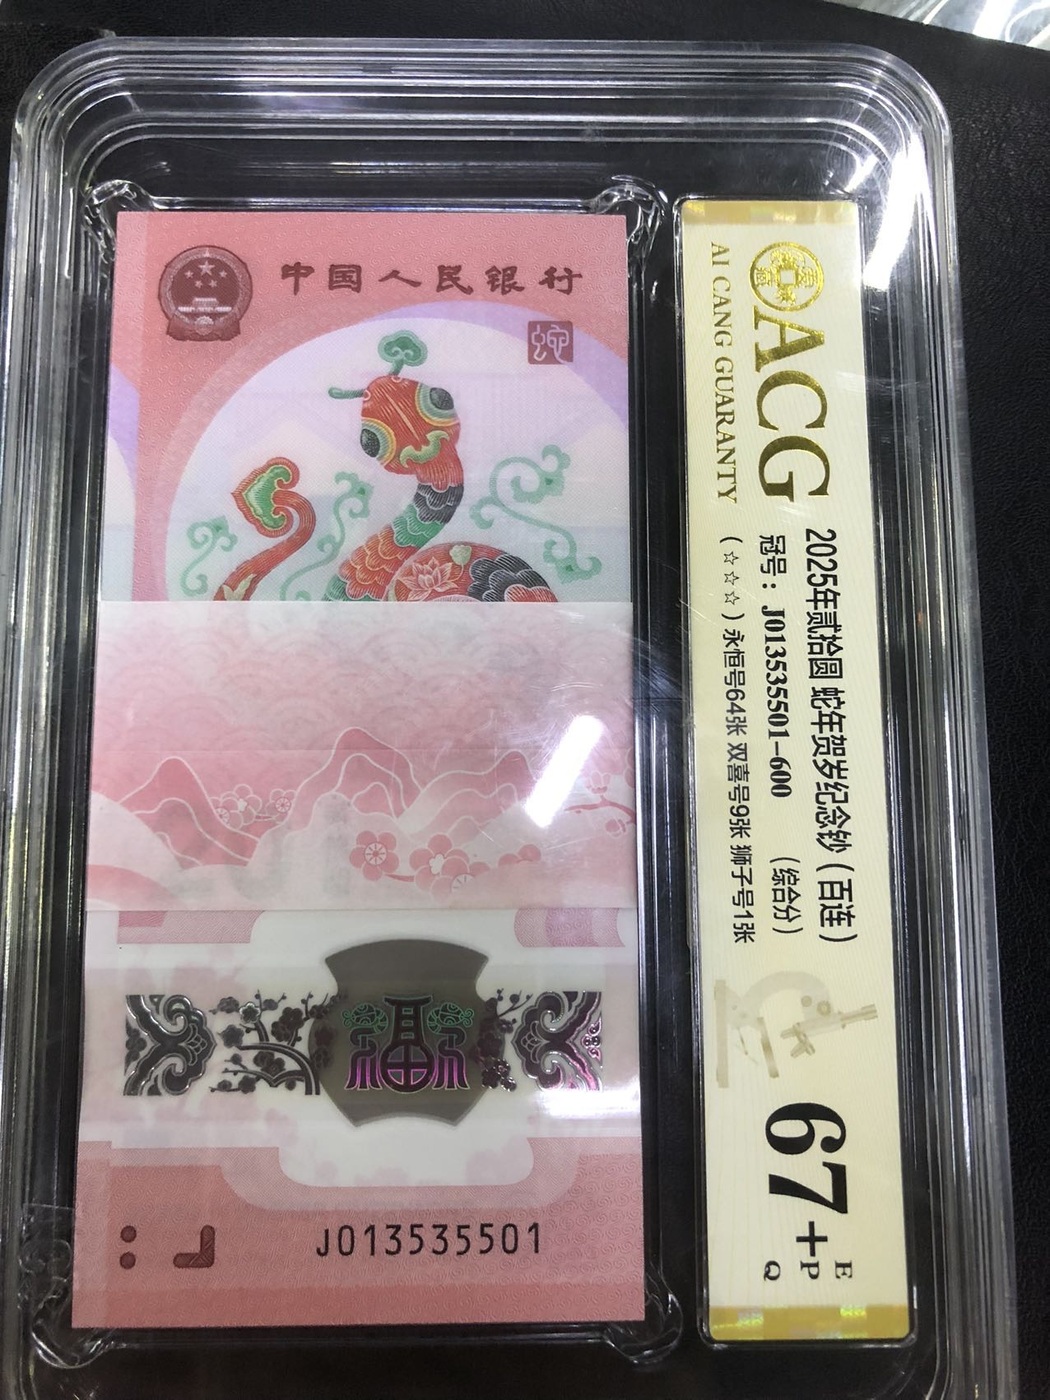 中国人民银行
蛇
J013535501
ACG
AI CANG GUARANTY
2025年贰拾圆 蛇年贺岁纪念钞（百连）
冠号：J013535501-600 （综合分）
（☆☆☆）永恒号64张 双喜号9张 狮子号1张
67+
E
P
Q